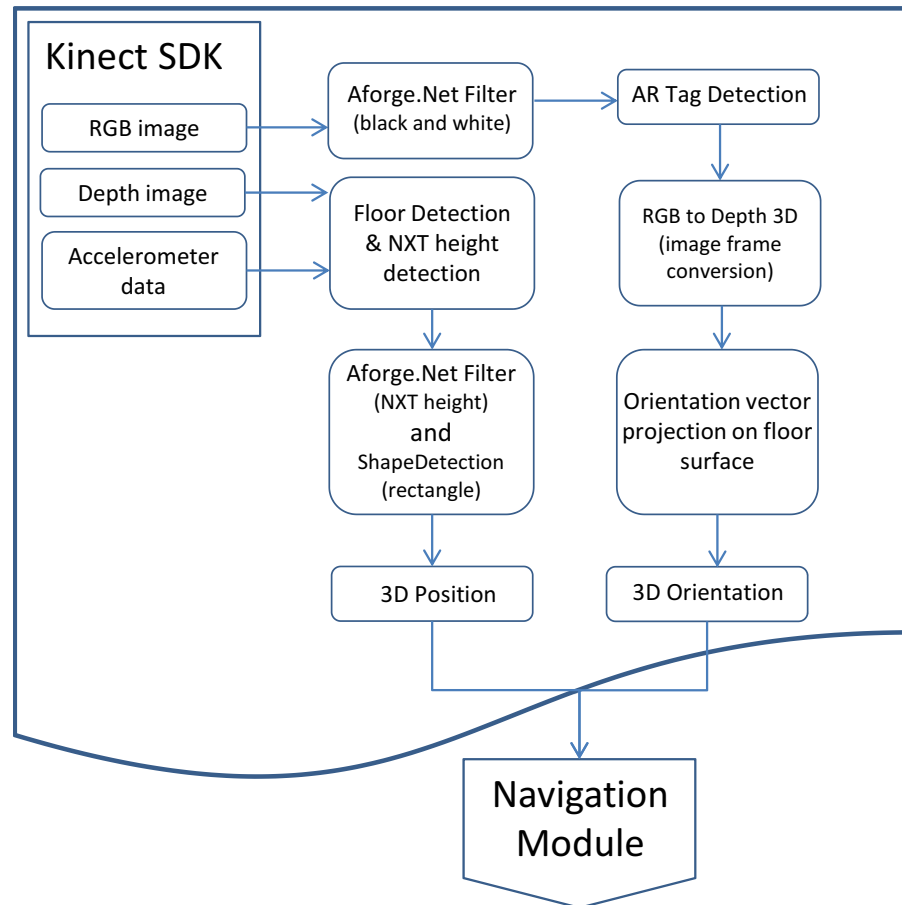 Kinect SDK
RGB image
Depth image
Accelerometer
data
Aforge.Net Filter
(black and white)
AR Tag Detection
Floor Detection
& NXT height
detection
RGB to Depth 3D
(image frame
conversion)
Aforge.Net Filter
(NXT height)
and
ShapeDetection
(rectangle)
Orientation vector
projection on floor
surface
3D Position
3D Orientation
Navigation
Module